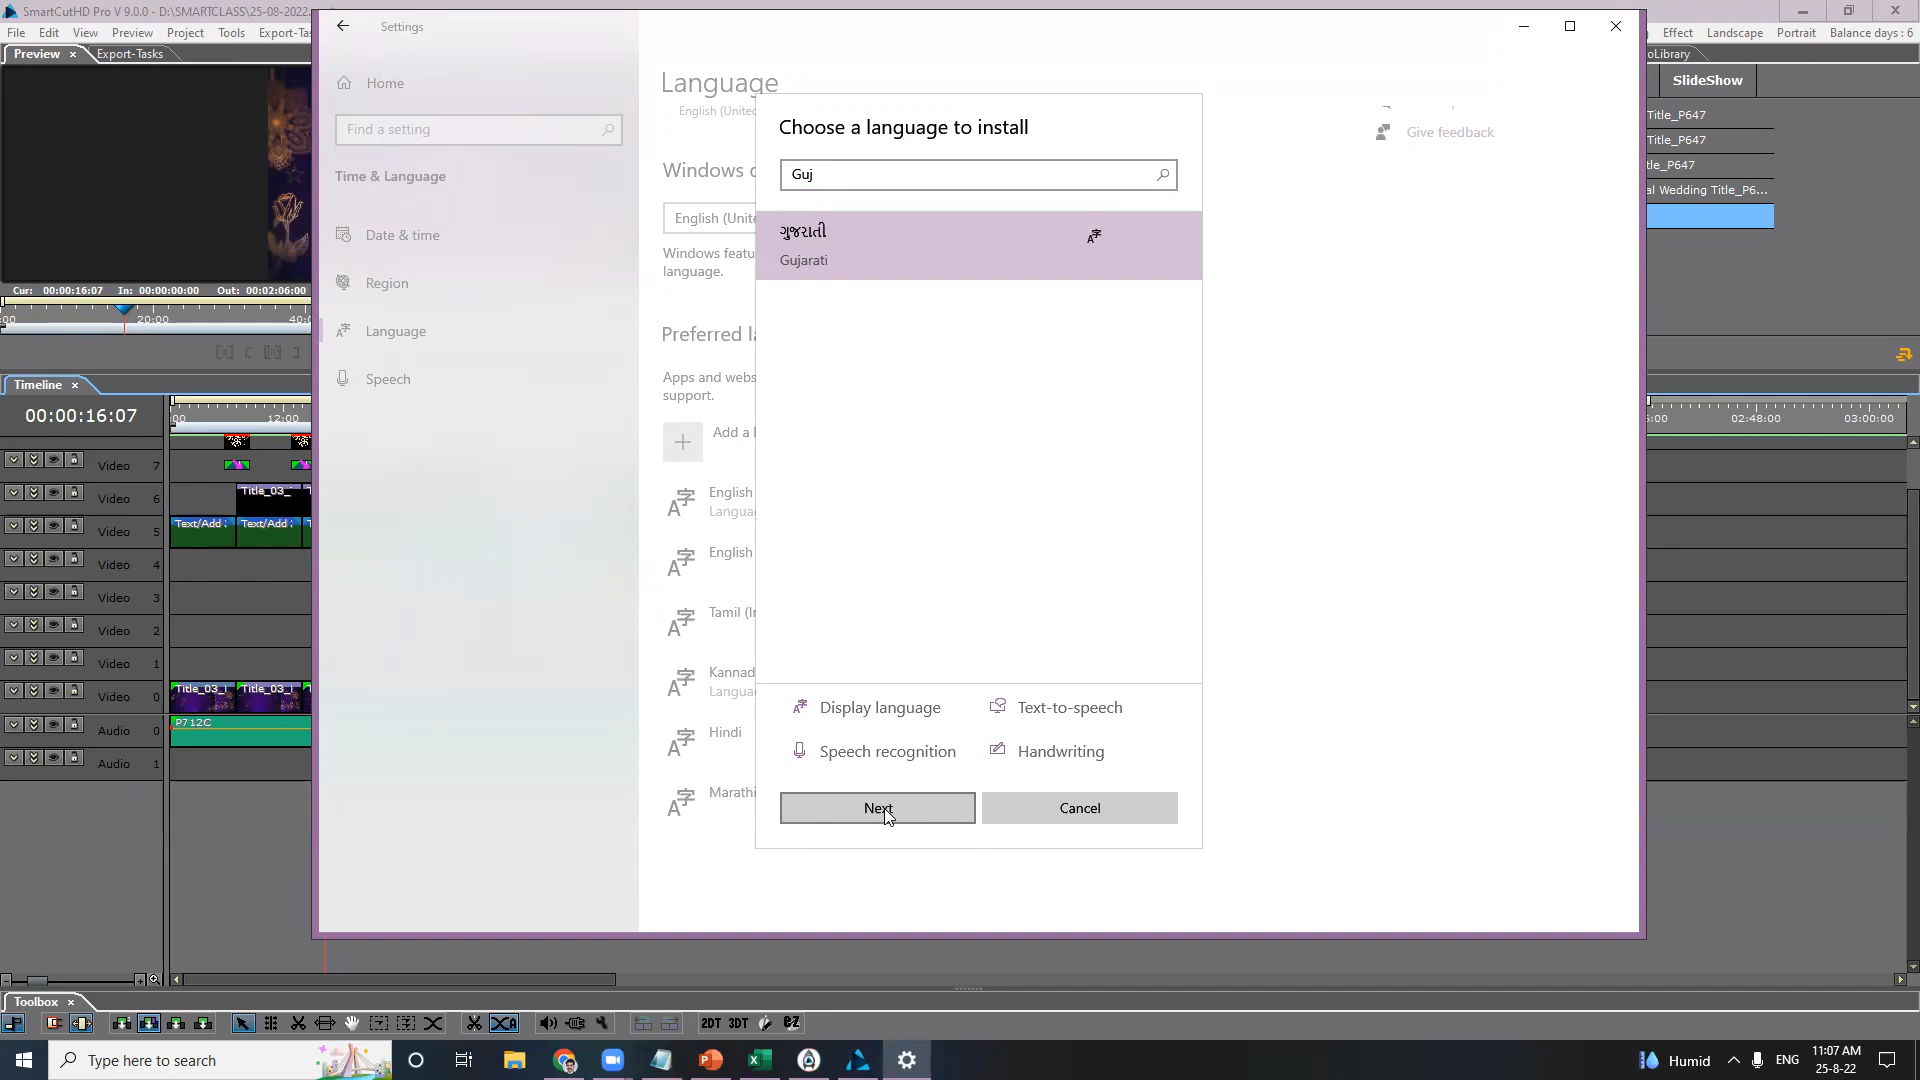 SmartCutHD Pro V 9.0.0 - D:\SMARTCLASS\25-08-2022.
File Edit View Preview Project Tools Export-Ta
Effect Landscape Portrait Balance days : 6
Preview × Export-Tasks
oLibrary
SlideShow
Title_P647
Title_P647
tle_P647
al Wedding Title_P6...
Cur: 00:00:16:07 In: 00:00:00:00 Out: 00:02:06:00
:00 20:00 40:
Timeline ×
00:00:16:07
:00 12:00
02:48:00 03:00:00
Video 7
Video 6 Title_03_
Video 5 Text/Add Text/Add
Video 4
Video 3
Video 2
Video 1
Video 0 Title_03_ Title_03_
Audio 0 P712C
Audio 1
Settings
Home
Find a setting
Time & Language
Date & time
Region
Language
Speech
Language
English (Unite
Windows d
English (Unite
Windows featu
language.
Preferred la
Apps and webs
support.
Add a l
English
Langua
English
Tamil (I
Kannad
Langua
Hindi
Marathi
Give feedback
Choose a language to install
Guj
ગુજરાતી
Gujarati
Display language Text-to-speech
Speech recognition Handwriting
Next Cancel
Toolbox ×
2DT 3DT
Type here to search
Humid ENG 11:07 AM
25-8-22